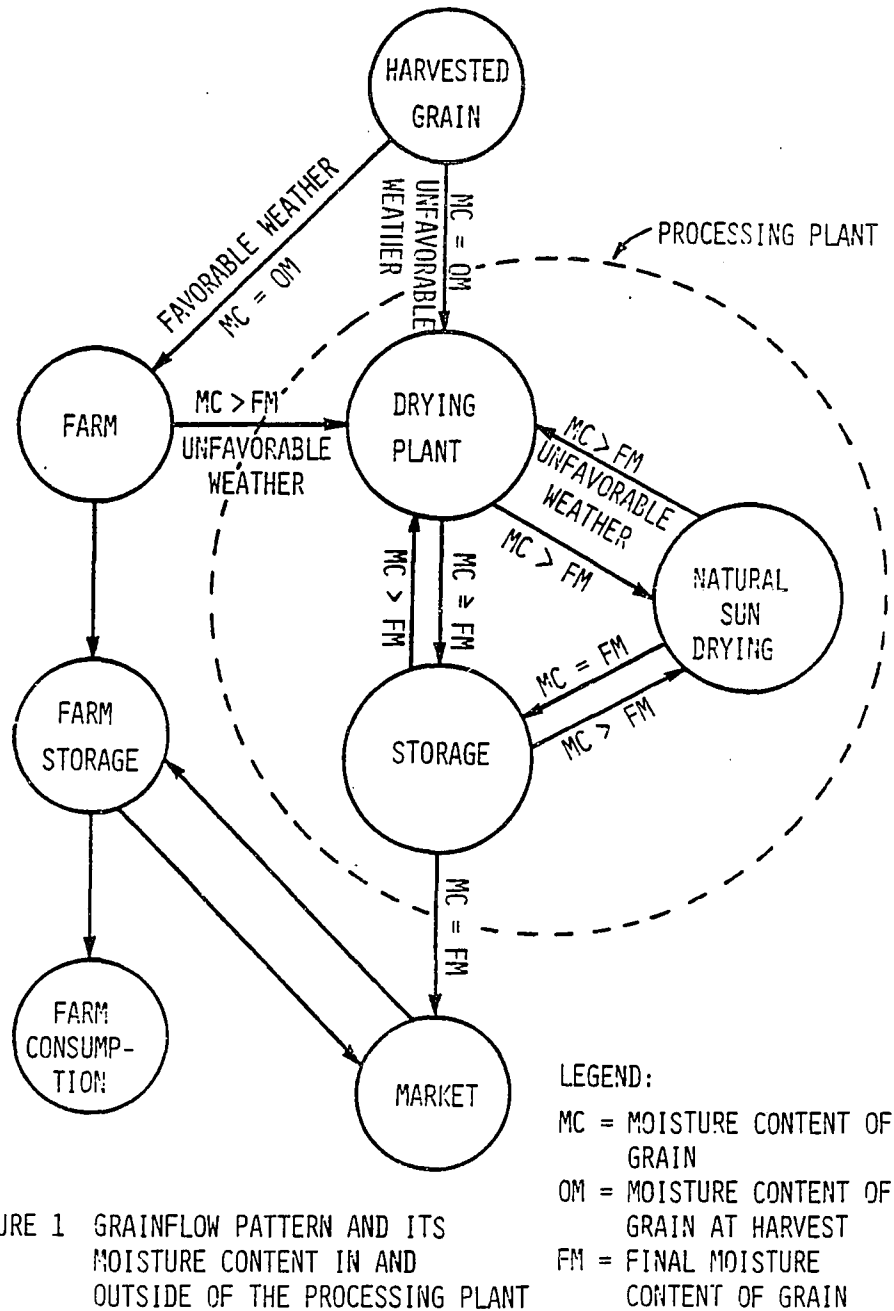 HARVESTED
GRAIN
FAVORABLE WEATHER
MC = OM
MC = OM
UNFAVORABLE
WEATHER
PROCESSING PLANT
FARM
MC > FM
UNFAVORABLE
WEATHER
DRYING
PLANT
MC > FM
UNFAVORABLE
WEATHER
MC > FM
NATURAL
SUN
DRYING
MC > FM
MC ≥ FM
MC = FM
MC > FM
FARM
STORAGE
STORAGE
MC = FM
FARM
CONSUMP-
TION
MARKET
LEGEND:
MC = MOISTURE CONTENT OF
GRAIN
OM = MOISTURE CONTENT OF
GRAIN AT HARVEST
FM = FINAL MOISTURE
CONTENT OF GRAIN
URE 1 GRAINFLOW PATTERN AND ITS
MOISTURE CONTENT IN AND
OUTSIDE OF THE PROCESSING PLANT